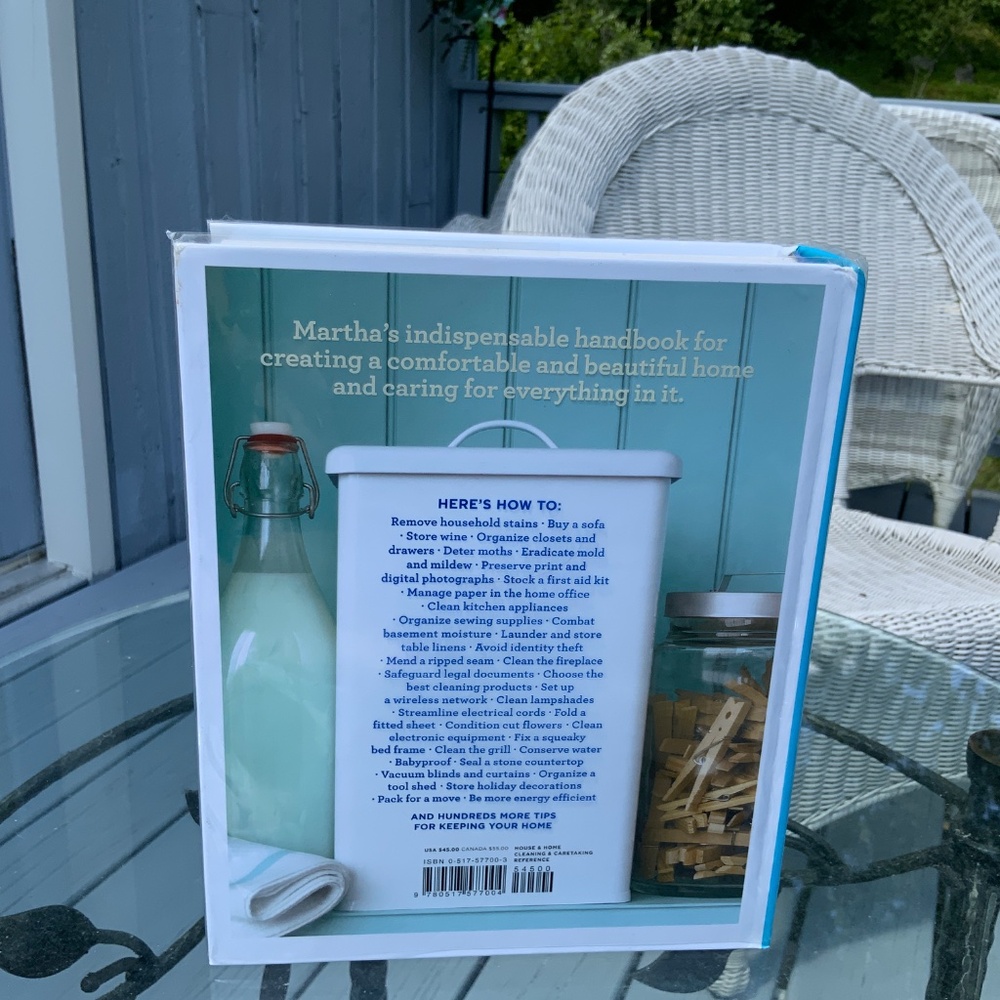 Martha's indispensable handbook for
creating a comfortable and beautiful home
and caring for everything in it.
HERE'S HOW TO:
Remove household stains · Buy a sofa
· Store wine · Organize closets and
drawers · Deter moths · Eradicate mold
and mildew · Preserve print and
digital photographs · Stock a first aid kit
· Manage paper in the home office
· Clean kitchen appliances
· Organize sewing supplies · Combat
basement moisture · Launder and store
table linens · Avoid identity theft
· Mend a ripped seam · Clean the fireplace
· Safeguard legal documents · Choose the
best cleaning products · Set up
a wireless network · Clean lampshades
· Streamline electrical cords · Fold a
fitted sheet · Condition cut flowers · Clean
electronic equipment · Fix a squeaky
bed frame · Clean the grill · Conserve water
· Babyproof · Seal a stone countertop
· Vacuum blinds and curtains · Organize a
tool shed · Store holiday decorations
· Pack for a move · Be more energy efficient
AND HUNDREDS MORE TIPS
FOR KEEPING YOUR HOME
USA $45.00 CANADA $55.00
HOUSE & HOME
CLEANING & CARETAKING
REFERENCE
ISBN 0-517-57700-3
54500
9 780517 577004